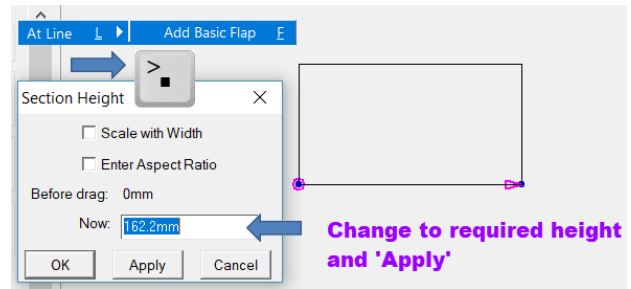 At Line L Add Basic Flap F
> .
Section Height
Scale with Width
Enter Aspect Ratio
Before drag: 0mm
Now: 162.2mm
Change to required height
and 'Apply'
OK Apply Cancel